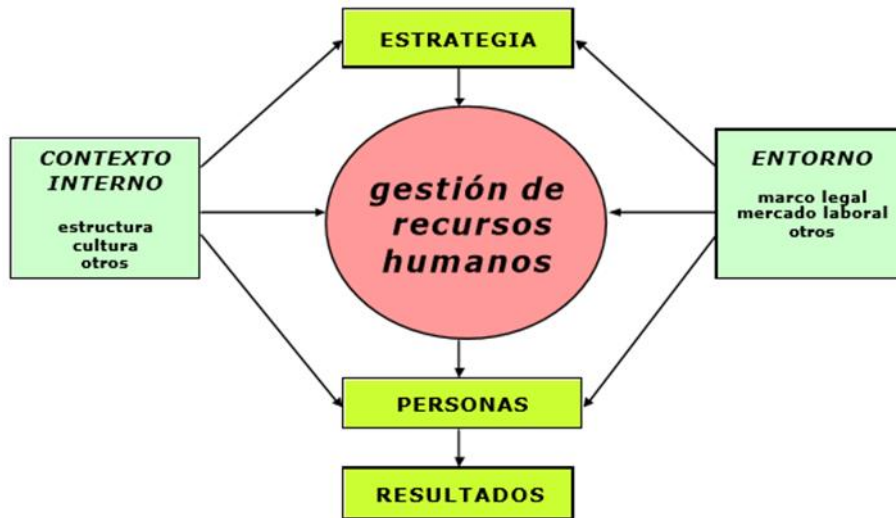 ESTRATEGIA
CONTEXTO
INTERNO
estructura
cultura
otros
gestión de
recursos
humanos
ENTORNO
marco legal
mercado laboral
otros
PERSONAS
RESULTADOS